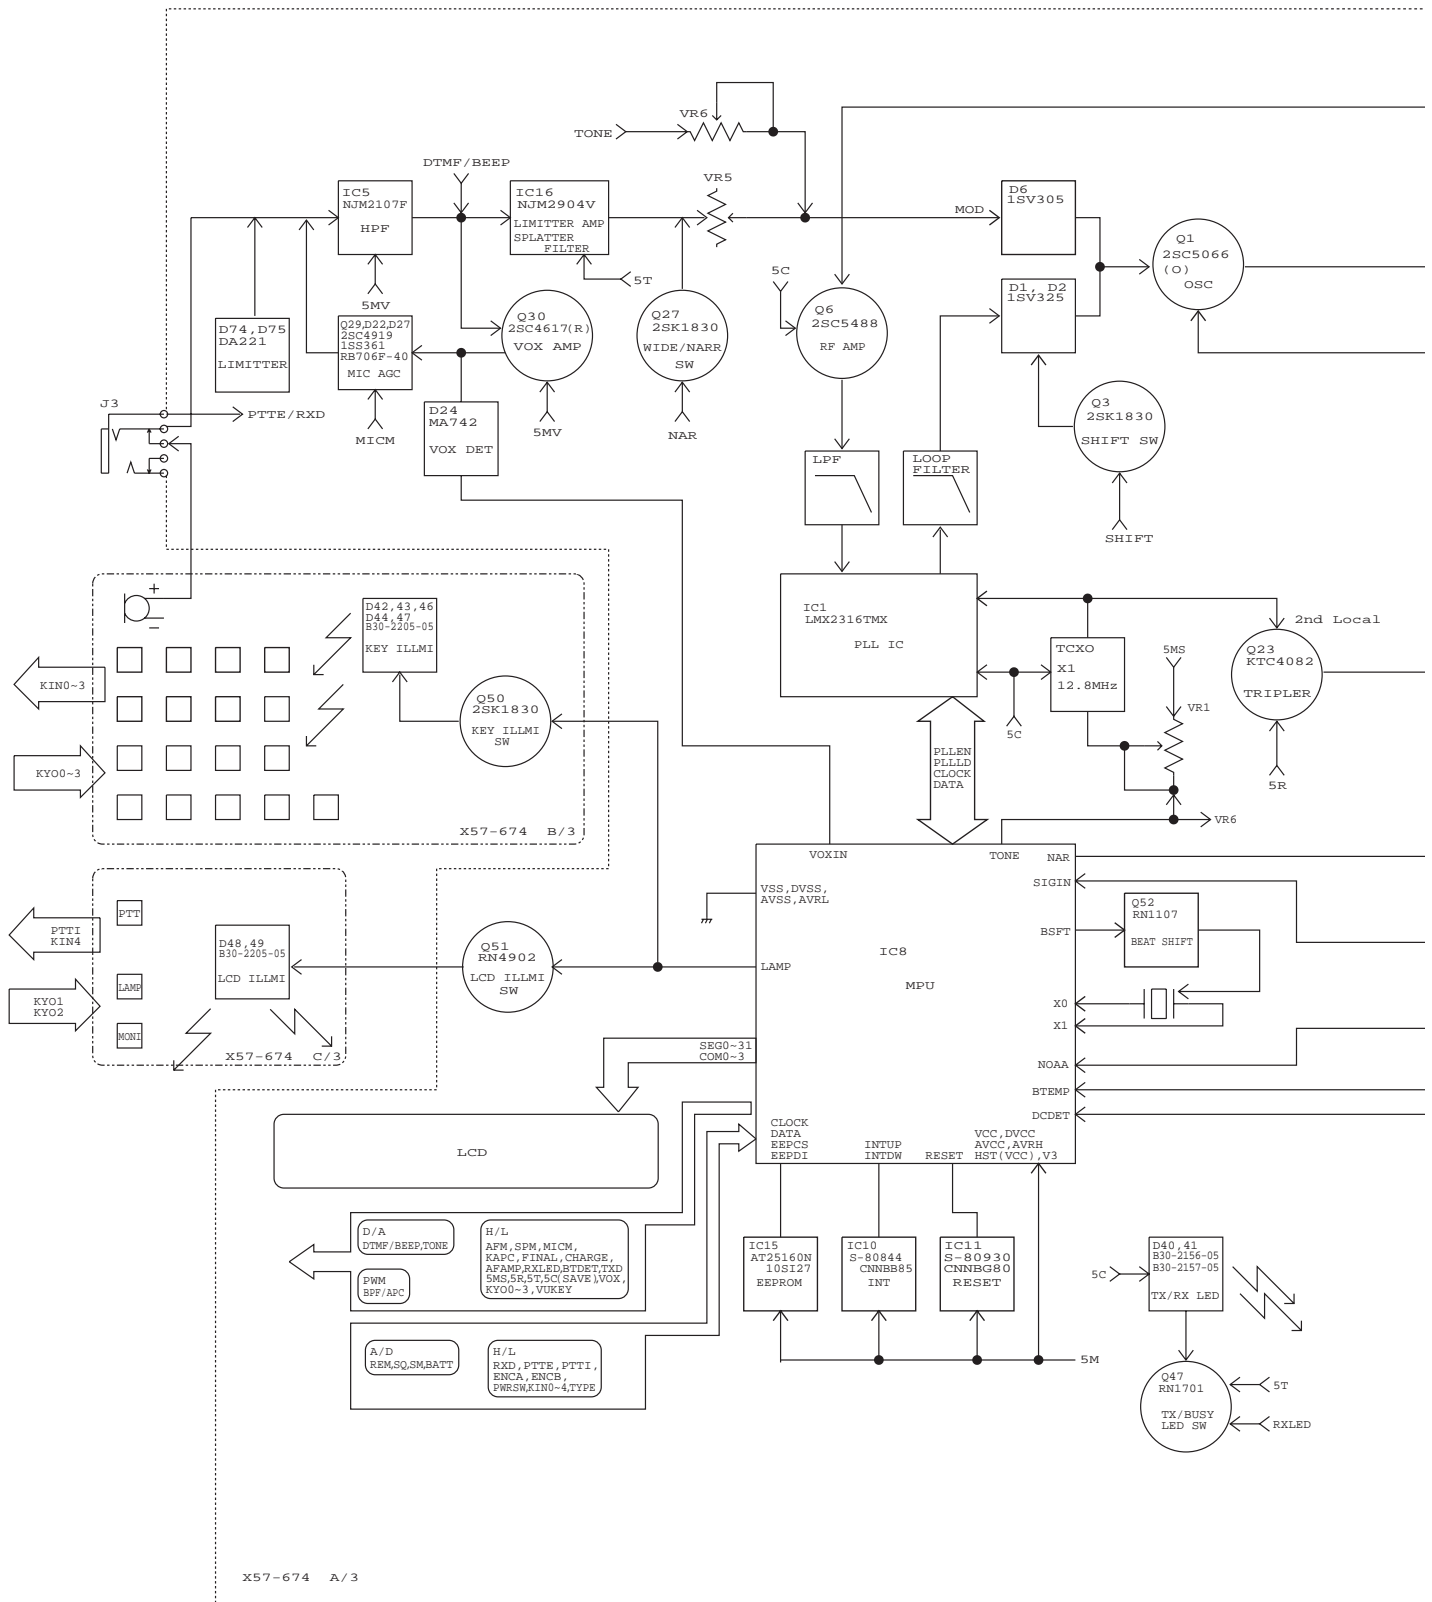 VR6
TONE
DTMF/BEEP
VR5
IC5
NJM2107F
HPF
IC16
NJM2904V
LIMITTER AMP
SPLATTER
FILTER
MOD
D6
1SV305
Q1
2SC5066
(O)
OSC
5MV
5T
5C
D1, D2
1SV325
D74,D75
DA221
LIMITTER
Q29,D22,D27
2SC4919
1SS361
RB706F-40
MIC AGC
Q30
2SC4617(R)
VOX AMP
Q27
2SK1830
WIDE/NARR
SW
Q6
2SC5488
RF AMP
J3
PTTE/RXD
MICM
D24
MA742
VOX DET
5MV
NAR
Q3
2SK1830
SHIFT SW
LPF
LOOP
FILTER
SHIFT
+
−
D42,43,46
D44,47
B30-2205-05
KEY ILLMI
IC1
LMX2316TMX
PLL IC
2nd Local
TCXO
X1
12.8MHz
5MS
Q23
KTC4082
TRIPLER
KIN0~3
Q50
2SK1830
KEY ILLMI
SW
VR1
5C
KYO0~3
PLLEN
PLLLD
CLOCK
DATA
5R
X57-674 B/3
VR6
VOXIN
TONE
NAR
SIGIN
VSS,DVSS,
AVSS,AVRL
PTT
PTTI
KIN4
D48,49
B30-2205-05
LCD ILLMI
Q51
RN4902
LCD ILLMI
SW
LAMP
IC8
MPU
BSFT
Q52
RN1107
BEAT SHIFT
LAMP
KYO1
KYO2
MONI
X0
X1
X57-674 C/3
SEG0~31
COM0~3
NOAA
BTEMP
DCDET
LCD
CLOCK
DATA
EEPCS
EEPDI
INTUP
INTDW
RESET
VCC,DVCC
AVCC,AVRH
HST(VCC),V3
D/A
DTMF/BEEP,TONE
PWM
BPF/APC
H/L
AFM,SPM,MICM,
KAPC,FINAL,CHARGE,
AFAMP,RXLED,BTDET,TXD
5MS,5R,5T,5C(SAVE),VOX,
KYO0~3,VUKEY
IC15
AT25160N
10SI27
EEPROM
IC10
S-80844
CNNBB85
INT
IC11
S-80930
CNNBG80
RESET
5C
D40,41
B30-2156-05
B30-2157-05
TX/RX LED
A/D
REM,SQ,SM,BATT
H/L
RXD,PTTE,PTTI,
ENCA,ENCB,
PWRSW,KIN0~4,TYPE
5M
Q47
RN1701
TX/BUSY
LED SW
5T
RXLED
X57-674 A/3